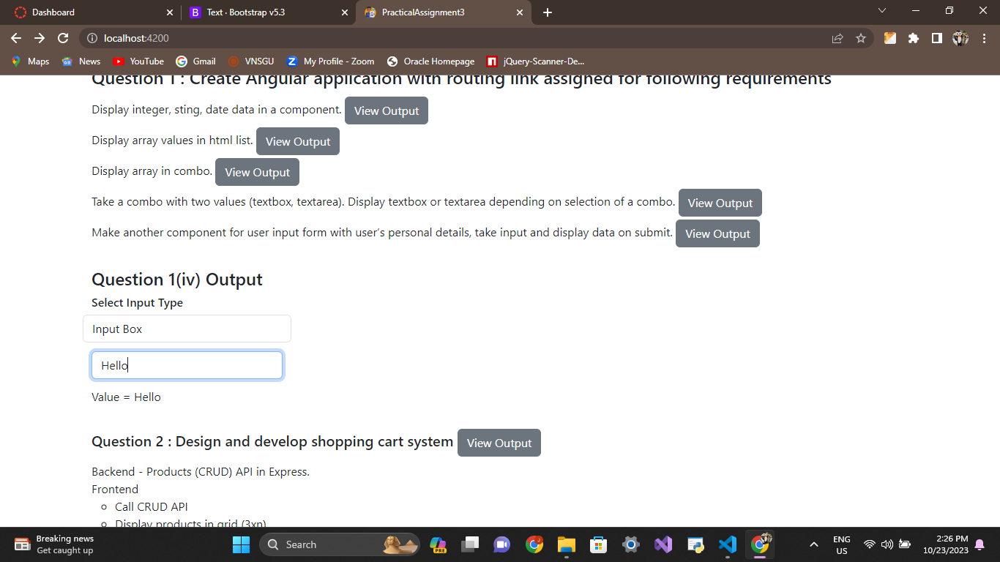 Dashboard
Text · Bootstrap v5.3
PracticalAssignment3
localhost:4200
Maps
News
YouTube
Gmail
VNSGU
My Profile - Zoom
Oracle Homepage
jQuery-Scanner-De...
Question 1 : Create Angular application with routing link assigned for following requirements
Display integer, sting, date data in a component. View Output
Display array values in html list. View Output
Display array in combo. View Output
Take a combo with two values (textbox, textarea). Display textbox or textarea depending on selection of a combo. View Output
Make another component for user input form with user's personal details, take input and display data on submit. View Output
Question 1(iv) Output
Select Input Type
Input Box
Hello
Value = Hello
Question 2 : Design and develop shopping cart system View Output
Backend - Products (CRUD) API in Express.
Frontend
Call CRUD API
Display products in grid (3xn)
Breaking news
Get caught up
Search
PRE
ENG
US
2:26 PM
10/23/2023